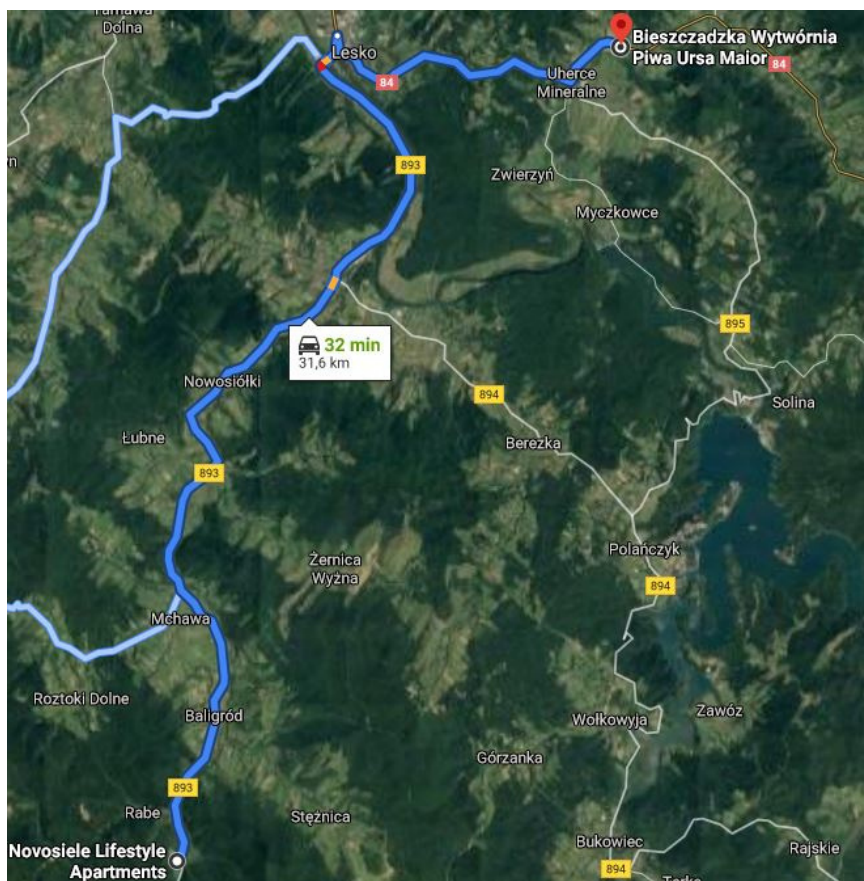 Tarnawa
Dolna
Lesko
Bieszczadzka Wytwórnia
Piwa Ursa Maior
84
84
Uherce
Mineralne
893
Zwierzyń
Myczkowce
32 min
31,6 km
895
Nowosiółki
894
Solina
Łubne
Berezka
893
Żernica
Wyżna
Polańczyk
894
Mchawa
Roztoki Dolne
Baligród
Wołkowyja
Zawóz
Górzanka
893
Rabe
Stężnica
Bukowiec
Rajskie
Novosiele Lifestyle
Apartments
894